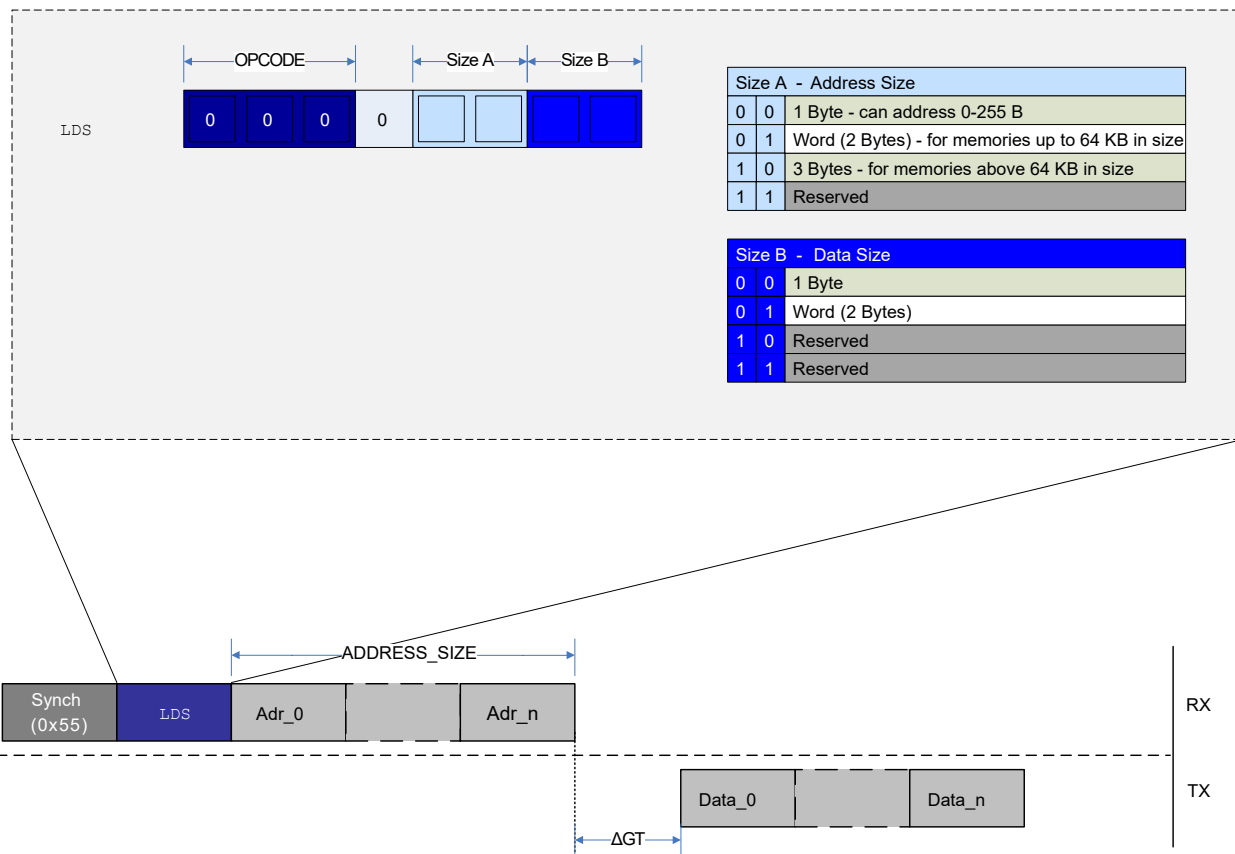 OPCODE
Size A
Size B
LDS
0 0 0 0
Size A - Address Size
0 0 1 Byte - can address 0-255 B
0 1 Word (2 Bytes) - for memories up to 64 KB in size
1 0 3 Bytes - for memories above 64 KB in size
1 1 Reserved
Size B - Data Size
0 0 1 Byte
0 1 Word (2 Bytes)
1 0 Reserved
1 1 Reserved
ADDRESS_SIZE
Synch
(0x55)
LDS
Adr_0
Adr_n
RX
Data_0
Data_n
TX
ΔGT